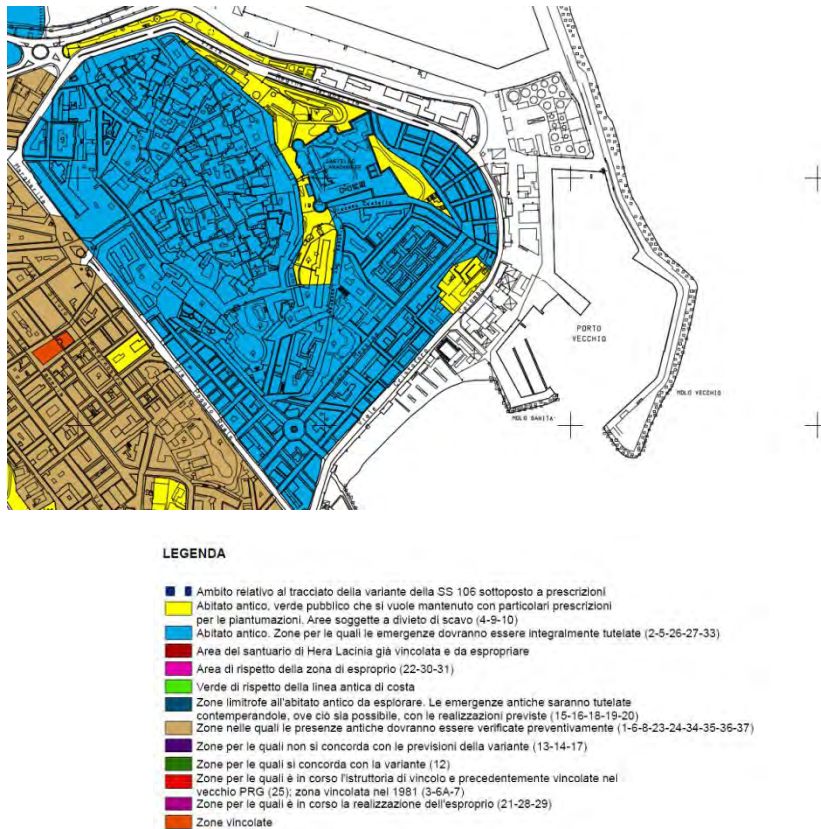 CASTELLO
PORTO
VECCHIO
MOLO VECCHIO
MOLO SANITA'
LEGENDA
Ambito relativo al tracciato della variante della SS 106 sottoposto a prescrizioni
Abitato antico, verde pubblico che si vuole mantenuto con particolari prescrizioni
per le piantumazioni. Aree soggette a divieto di scavo (4-9-10)
Abitato antico. Zone per le quali le emergenze dovranno essere integralmente tutelate (2-5-26-27-33)
Area del santuario di Hera Lacinia già vincolata e da espropriare
Area di rispetto della zona di esproprio (22-30-31)
Verde di rispetto della linea antica di costa
Zone limitrofe all'abitato antico da esplorare. Le emergenze antiche saranno tutelate
contemperandole, ove ciò sia possibile, con le realizzazioni previste (15-16-18-19-20)
Zone nelle quali le presenze antiche dovranno essere verificate preventivamente (1-6-8-23-24-34-35-36-37)
Zone per le quali non si concorda con le previsioni della variante (13-14-17)
Zone per le quali si concorda con la variante (12)
Zone per le quali è in corso l'istruttoria di vincolo e precedentemente vincolate nel
vecchio PRG (25); zona vincolata nel 1981 (3-6A-7)
Zone per le quali è in corso la realizzazione dell'esproprio (21-28-29)
Zone vincolate